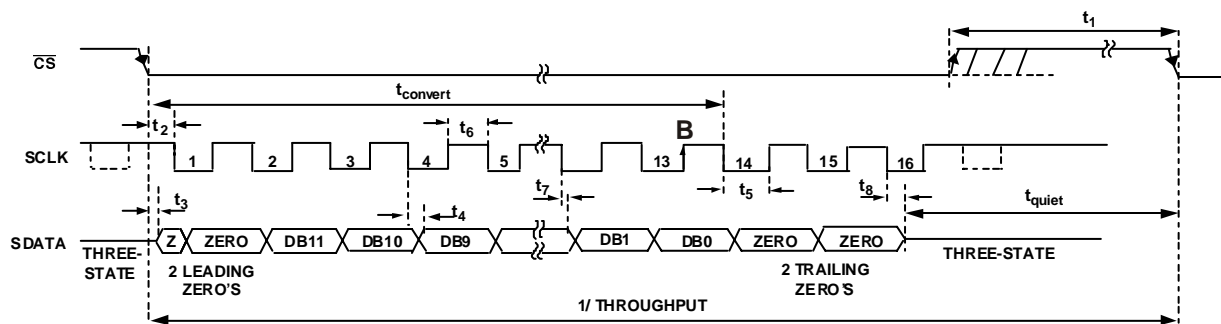 t1
CS
tconvert
t2
t6
B
SCLK
1 2 3 4 5 13 14 15 16
t3
t4
t7
t5
t8
tquiet
SDATA
Z ZERO DB11 DB10 DB9 DB1 DB0 ZERO ZERO
THREE-
STATE
2 LEADING
ZERO'S
2 TRAILING
ZERO'S
THREE-STATE
1/ THROUGHPUT